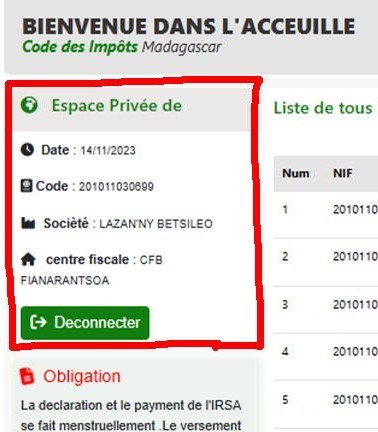 BIENVENUE DANS L'ACCEUILLE
Code des Impôts Madagascar
Espace Privée de
Date : 14/11/2023
Code : 201011030699
Socièté : LAZAN'NY BETSILEO
centre fiscale : CFB
FIANARANTSOA
Deconnecter
Obligation
La declaration et le payment de l'IRSA
se fait menstruellement .Le versement
Liste de tous
Num NIF
1 2010110
2 2010110
3 2010110
4 2010110
5 2010110